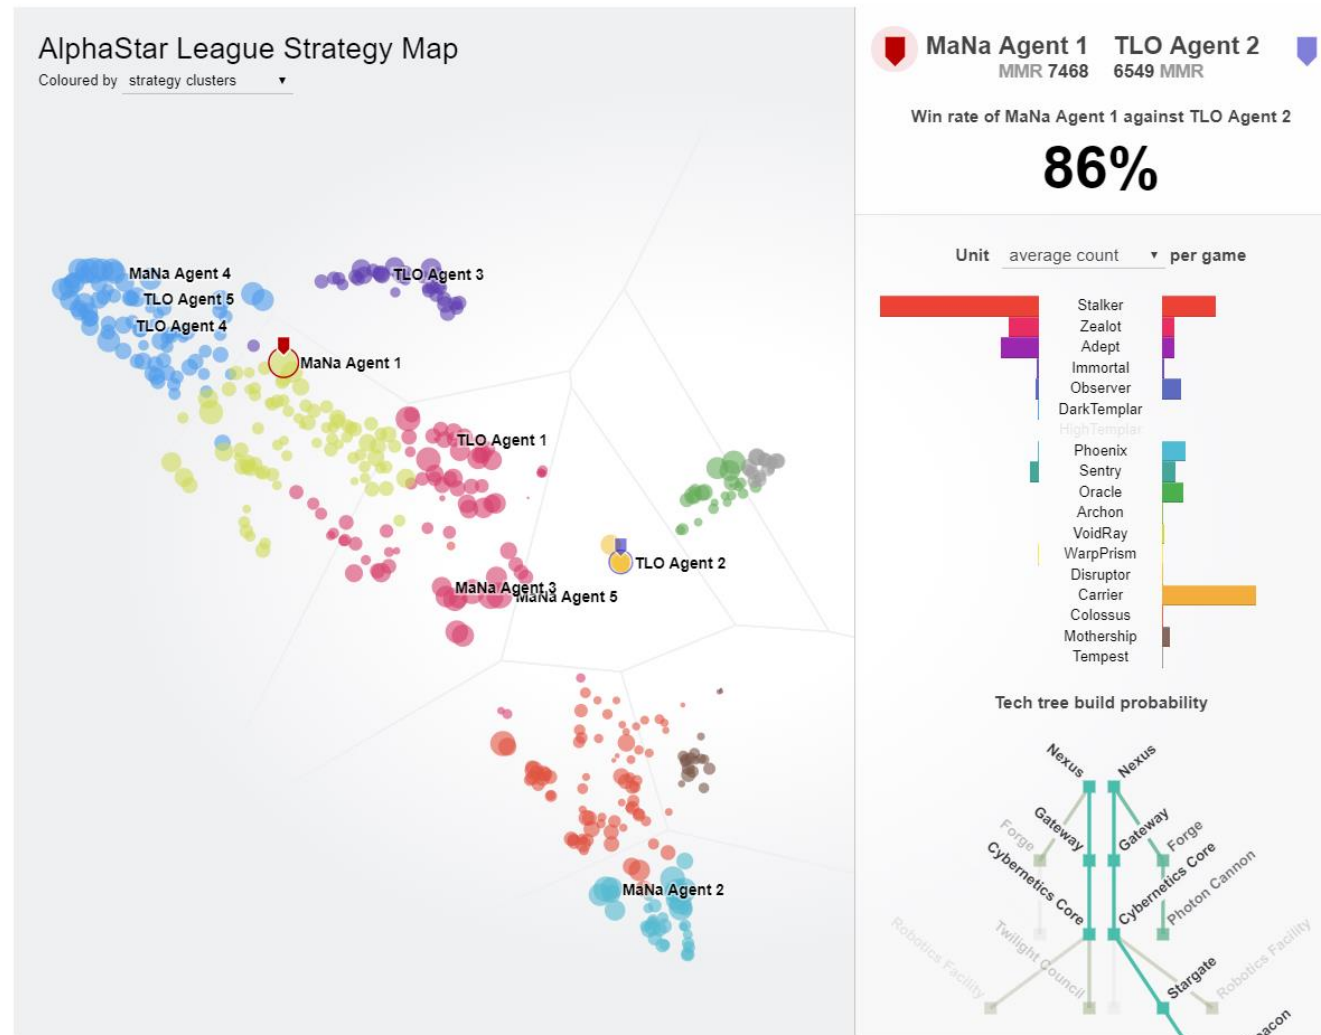 AlphaStar League Strategy Map
Coloured by strategy clusters
MaNa Agent 4
TLO Agent 5
TLO Agent 4
TLO Agent 3
MaNa Agent 1
TLO Agent 1
TLO Agent 2
MaNa Agent 3
MaNa Agent 5
MaNa Agent 2
MaNa Agent 1 TLO Agent 2
MMR 7468 6549 MMR
Win rate of MaNa Agent 1 against TLO Agent 2
86%
Unit average count per game
Stalker
Zealot
Adept
Immortal
Observer
DarkTemplar
HighTemplar
Phoenix
Sentry
Oracle
Archon
VoidRay
WarpPrism
Disruptor
Carrier
Colossus
Mothership
Tempest
Tech tree build probability
Nexus
Nexus
Gateway
Gateway
Forge
Forge
Cybernetics Core
Cybernetics Core
Photon Cannon
Robotics Facility
Twilight Council
Stargate
Robotics Facility